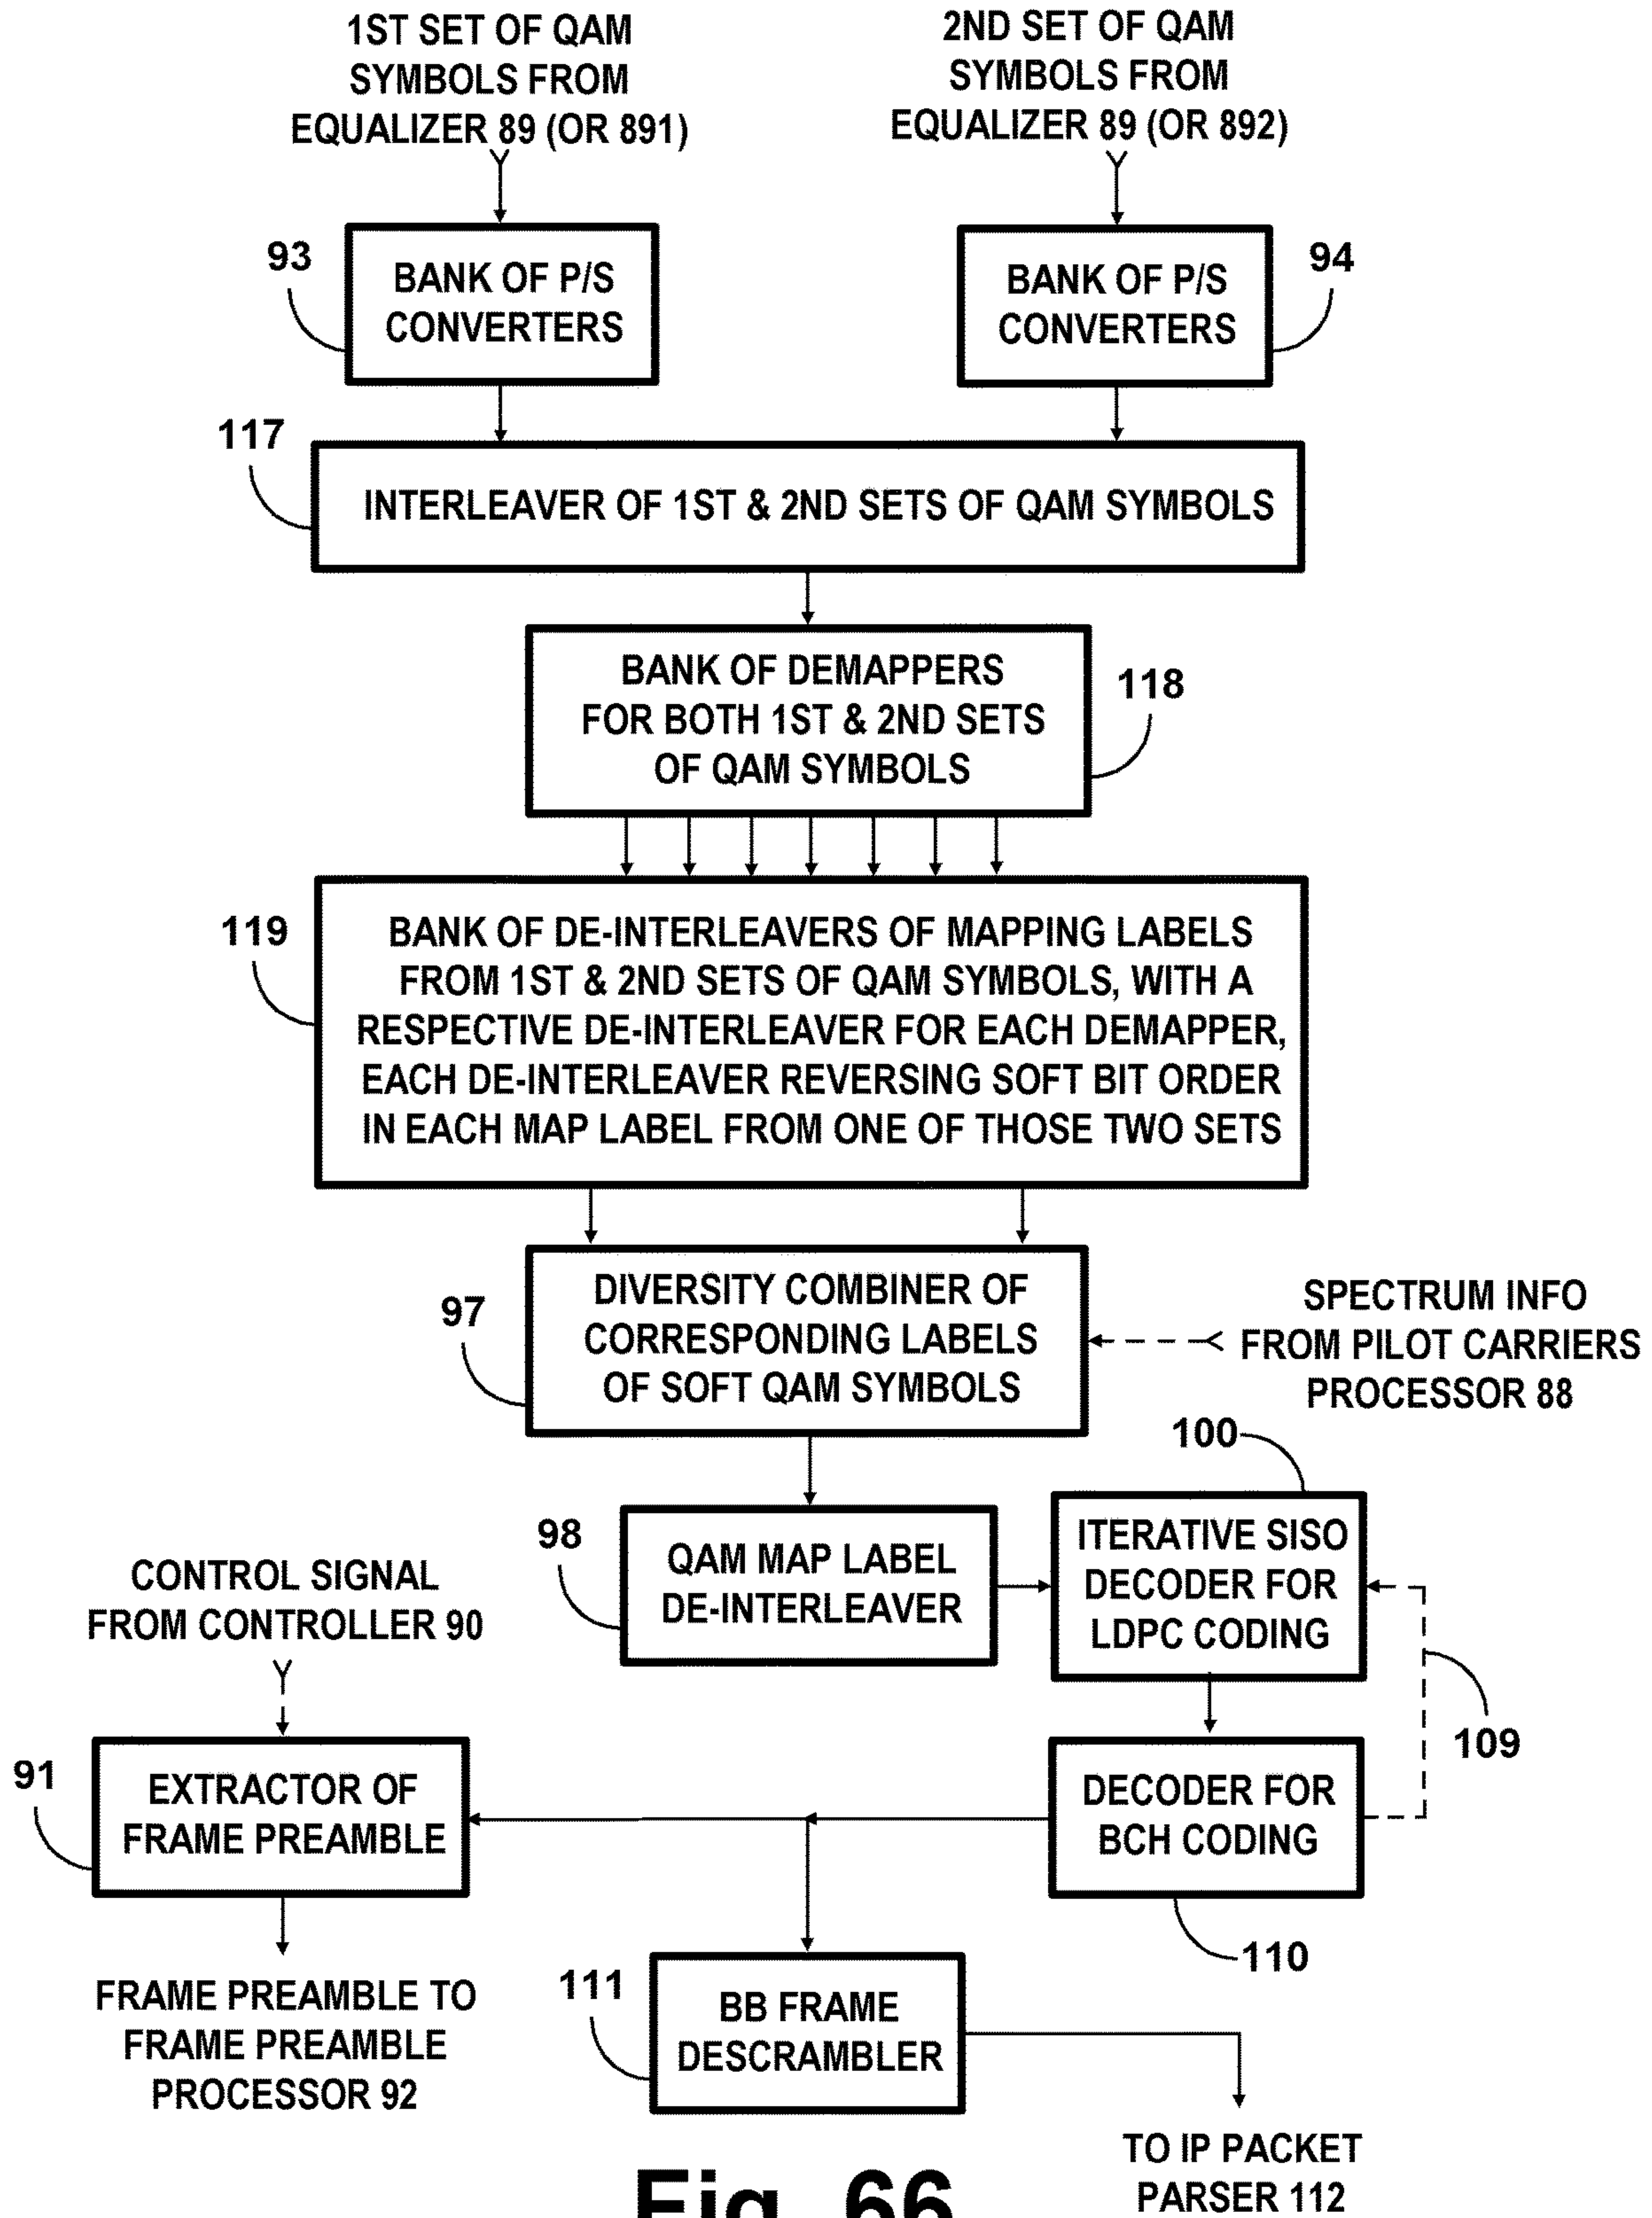 1ST SET OF QAM
SYMBOLS FROM
EQUALIZER 89 (OR 891)
2ND SET OF QAM
SYMBOLS FROM
EQUALIZER 89 (OR 892)
93
BANK OF P/S
CONVERTERS
BANK OF P/S
CONVERTERS
94
117
INTERLEAVER OF 1ST & 2ND SETS OF QAM SYMBOLS
BANK OF DEMAPPERS
FOR BOTH 1ST & 2ND SETS
OF QAM SYMBOLS
118
119
BANK OF DE-INTERLEAVERS OF MAPPING LABELS
FROM 1ST & 2ND SETS OF QAM SYMBOLS, WITH A
RESPECTIVE DE-INTERLEAVER FOR EACH DEMAPPER,
EACH DE-INTERLEAVER REVERSING SOFT BIT ORDER
IN EACH MAP LABEL FROM ONE OF THOSE TWO SETS
97
DIVERSITY COMBINER OF
CORRESPONDING LABELS
OF SOFT QAM SYMBOLS
SPECTRUM INFO
FROM PILOT CARRIERS
PROCESSOR 88
100
98
QAM MAP LABEL
DE-INTERLEAVER
ITERATIVE SISO
DECODER FOR
LDPC CODING
CONTROL SIGNAL
FROM CONTROLLER 90
109
91
EXTRACTOR OF
FRAME PREAMBLE
DECODER FOR
BCH CODING
110
FRAME PREAMBLE TO
FRAME PREAMBLE
PROCESSOR 92
111
BB FRAME
DESCRAMBLER
TO IP PACKET
PARSER 112
Fig. 66